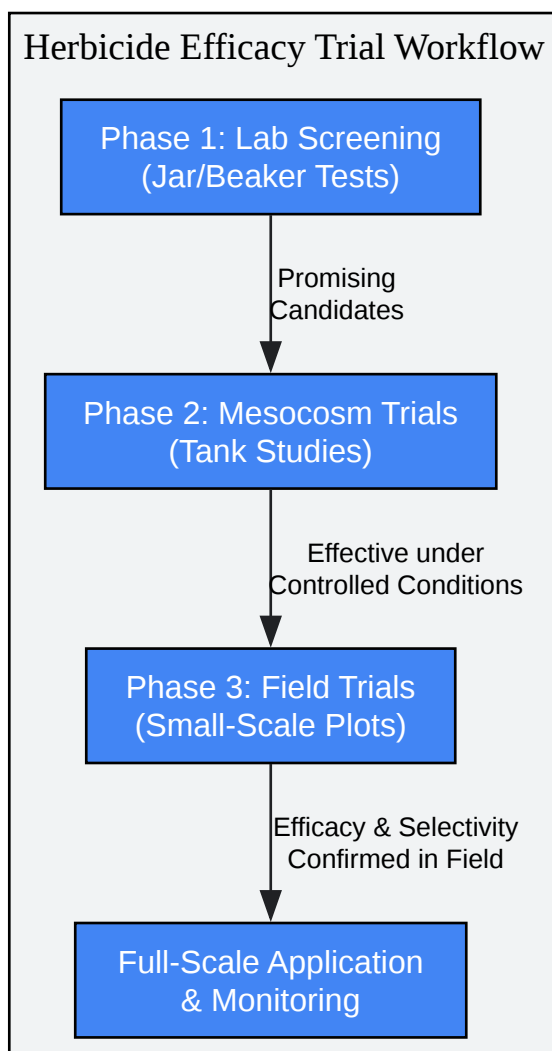 Herbicide Efficacy Trial Workflow
Phase 1: Lab Screening
(Jar/Beaker Tests)
Promising
Candidates
Phase 2: Mesocosm Trials
(Tank Studies)
Effective under
Controlled Conditions
Phase 3: Field Trials
(Small-Scale Plots)
Efficacy & Selectivity
Confirmed in Field
Full-Scale Application
& Monitoring